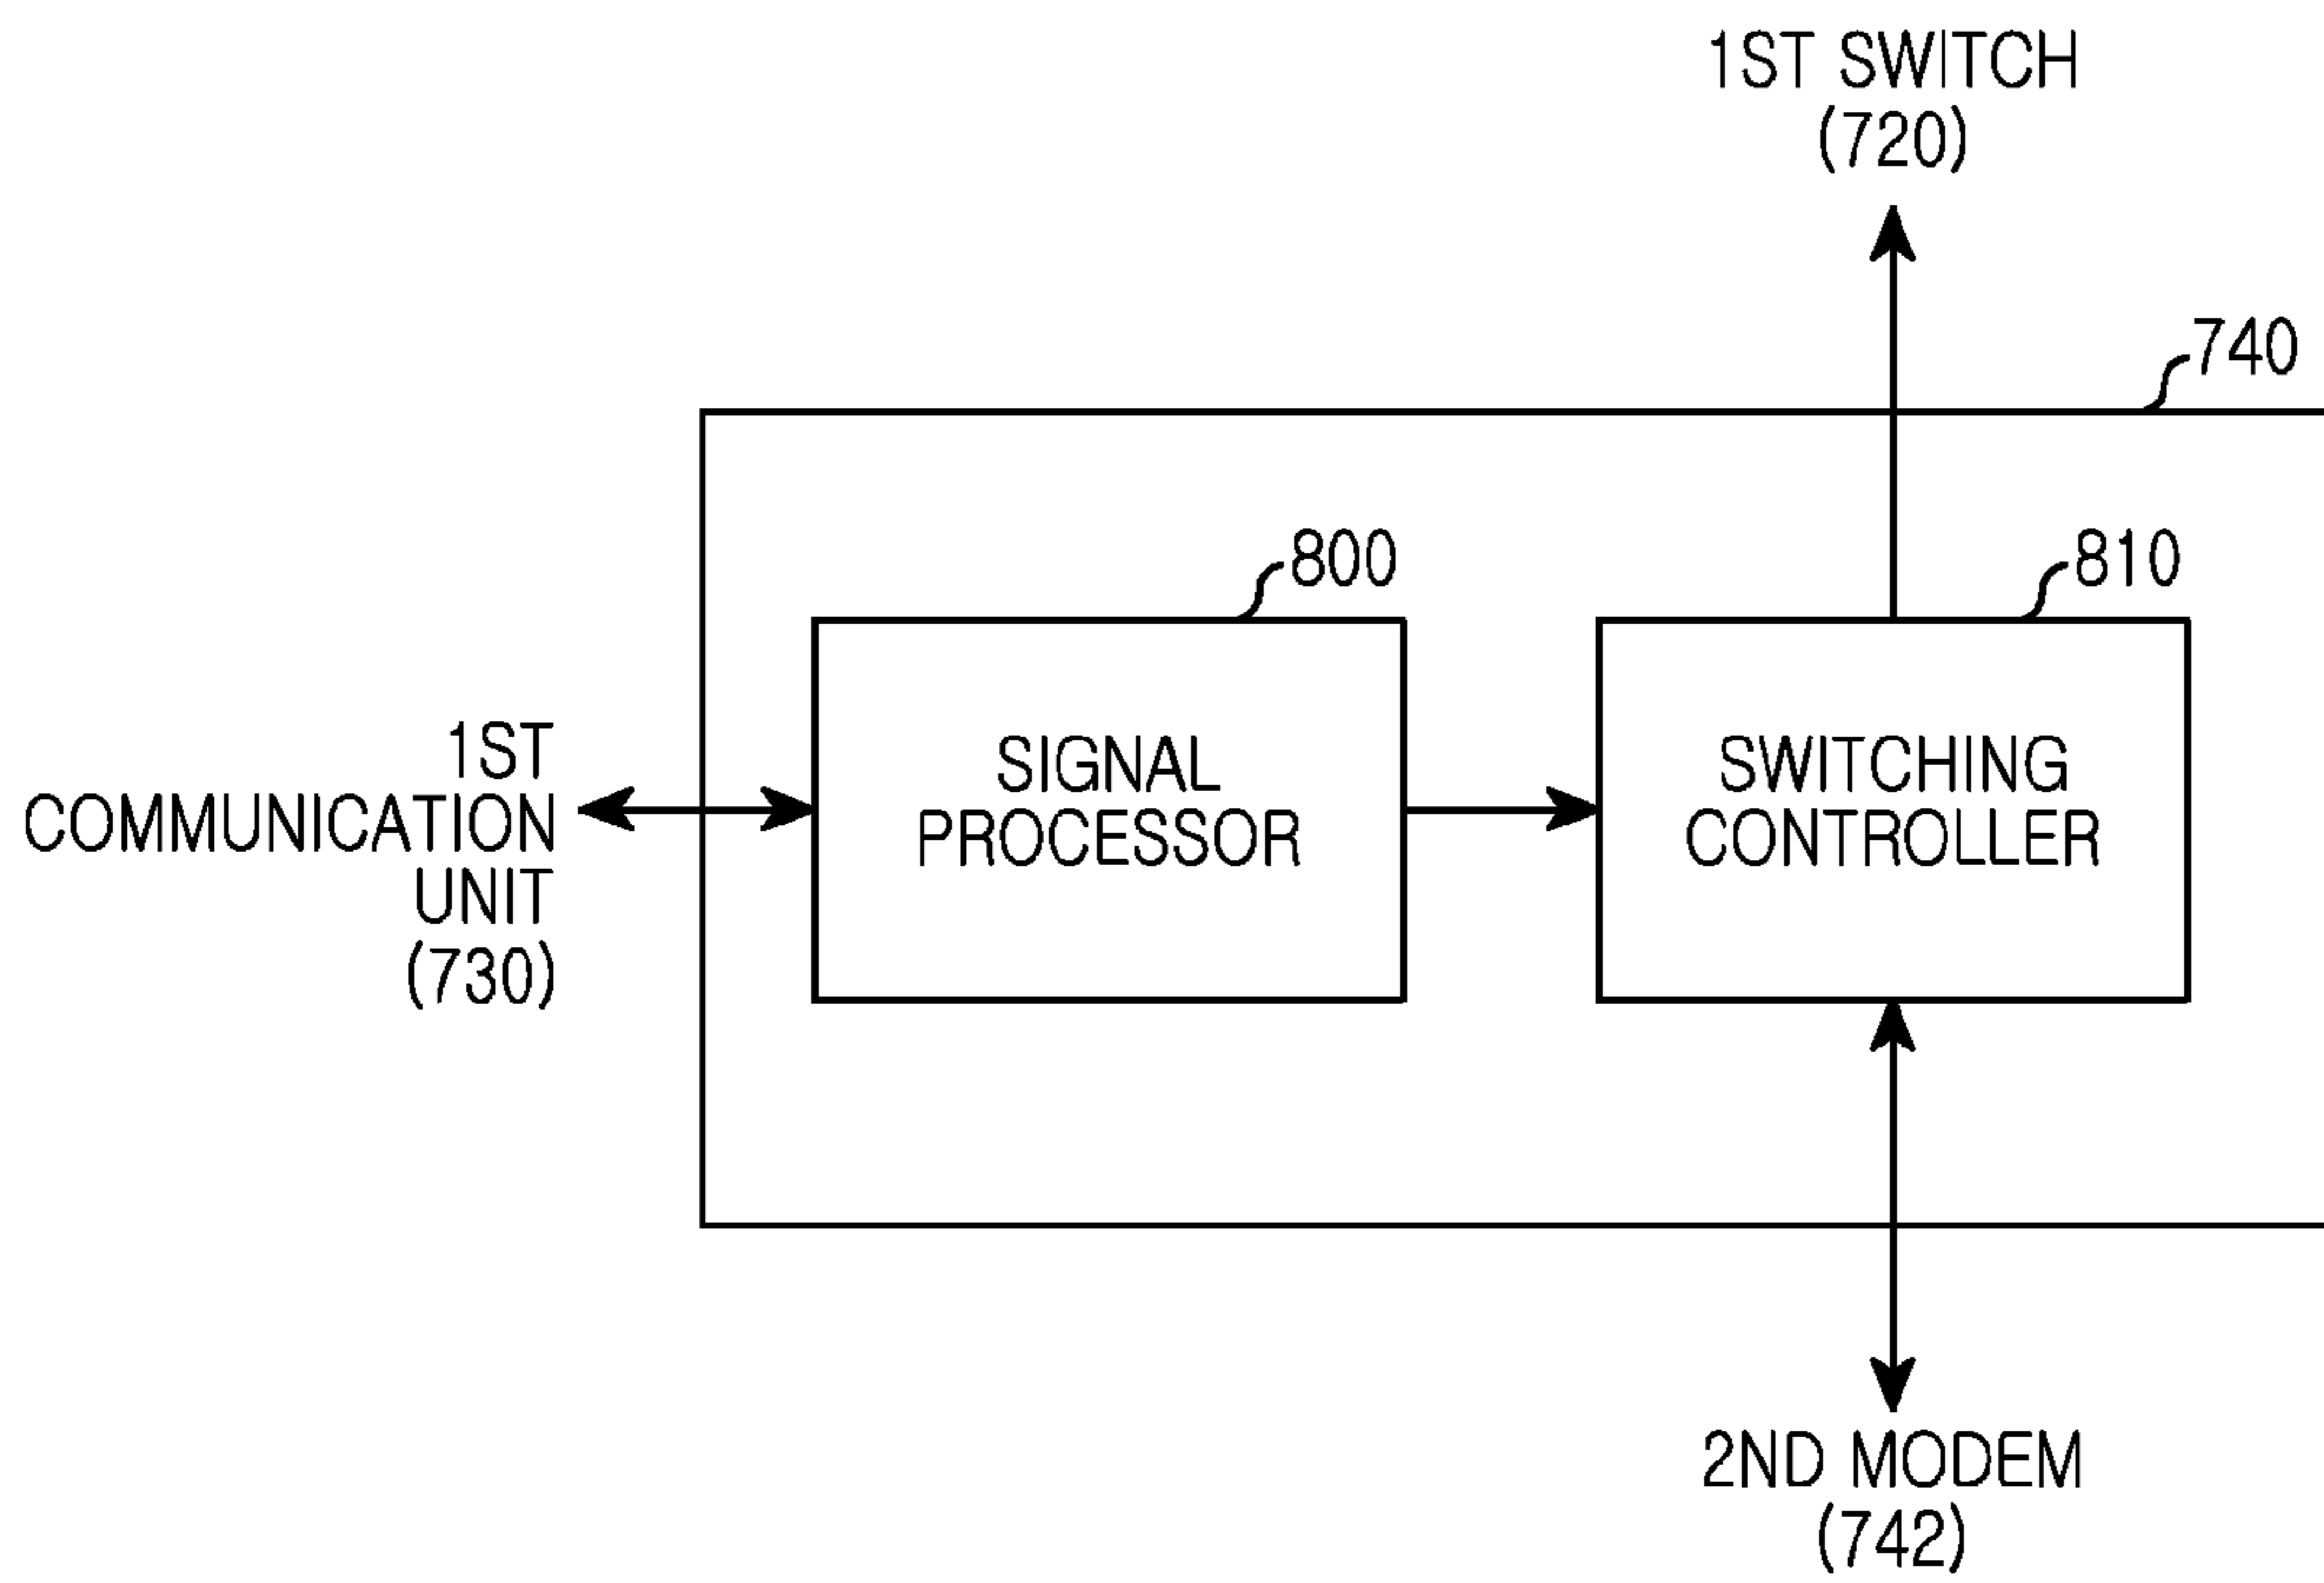 1ST SWITCH
(720)
740
800
810
1ST
COMMUNICATION
UNIT
(730)
SIGNAL
PROCESSOR
SWITCHING
CONTROLLER
2ND MODEM
(742)